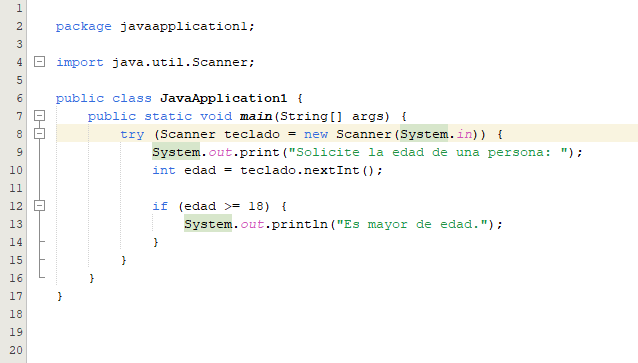 1
2 package javaapplication1;
3
4 import java.util.Scanner;
5
6 public class JavaApplication1 {
7 public static void main(String[] args) {
8 try (Scanner teclado = new Scanner(System.in)) {
9 System.out.print("Solicite la edad de una persona: ");
10 int edad = teclado.nextInt();
11
12 if (edad >= 18) {
13 System.out.println("Es mayor de edad.");
14 }
15 }
16 }
17 }
18
19
20